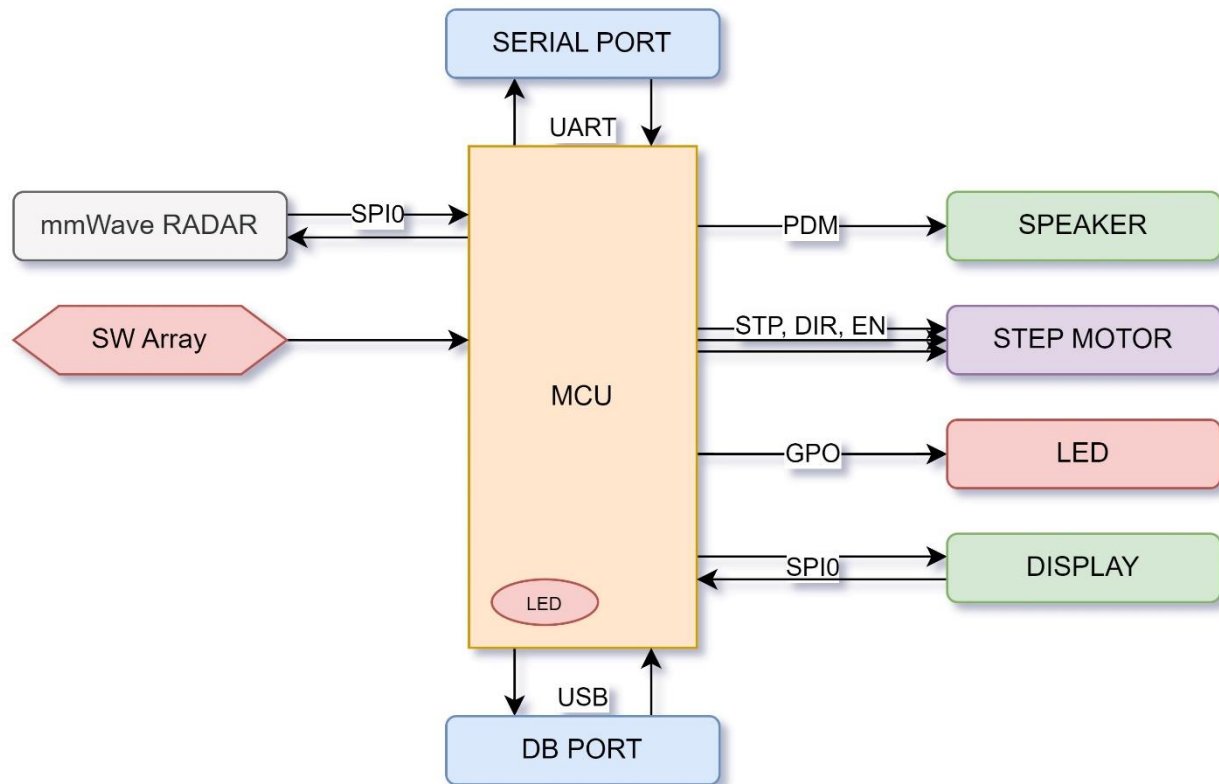 SERIAL PORT
UART
mmWave RADAR
SPI0
PDM
SPEAKER
SW Array
STP, DIR, EN
STEP MOTOR
MCU
GPO
LED
SPI0
DISPLAY
LED
USB
DB PORT